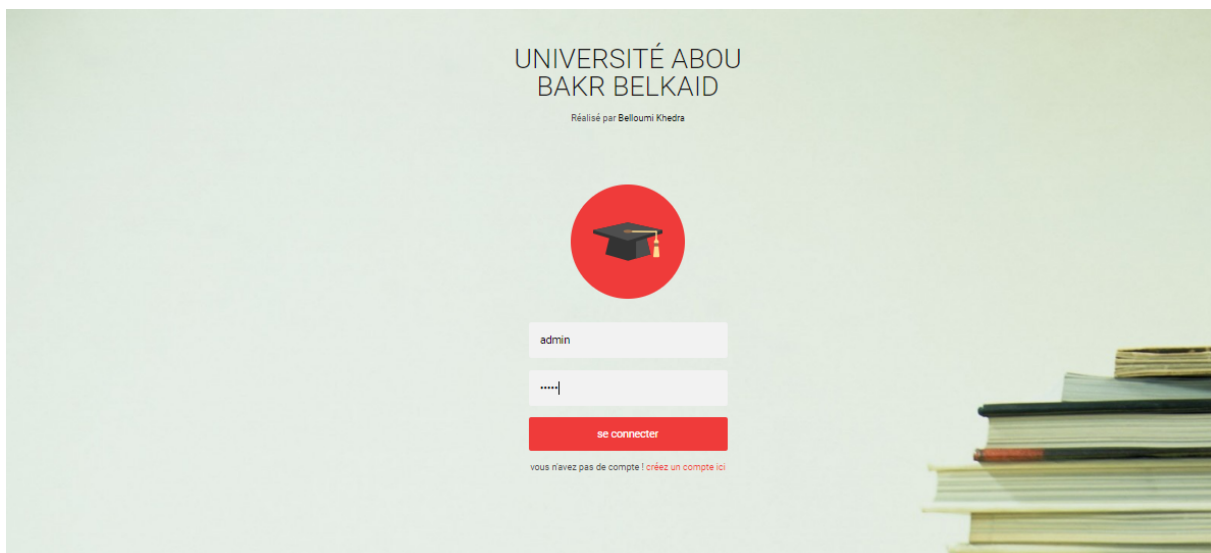 UNIVERSITÉ ABOU
BAKR BELKAID
Réalisé par Belloumi Khedra
admin
•••••
se connecter
vous n'avez pas de compte ! créez un compte ici